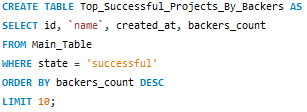 CREATE TABLE Top_Successful_Projects_By_Backers AS
SELECT id, `name`, created_at, backers_count
FROM Main_Table
WHERE state = 'successful'
ORDER BY backers_count DESC
LIMIT 10;